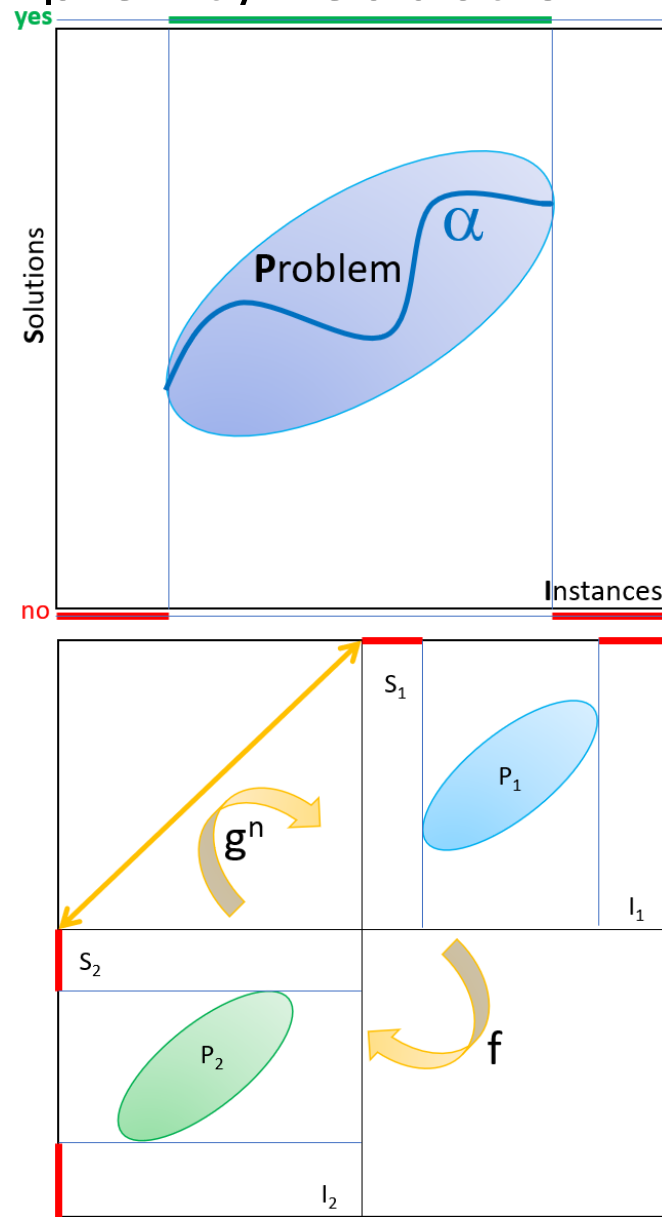 yes
Solutions
Problem
α
Instances
no
S₁
P₁
gⁿ
I₁
S₂
P₂
f
I₂